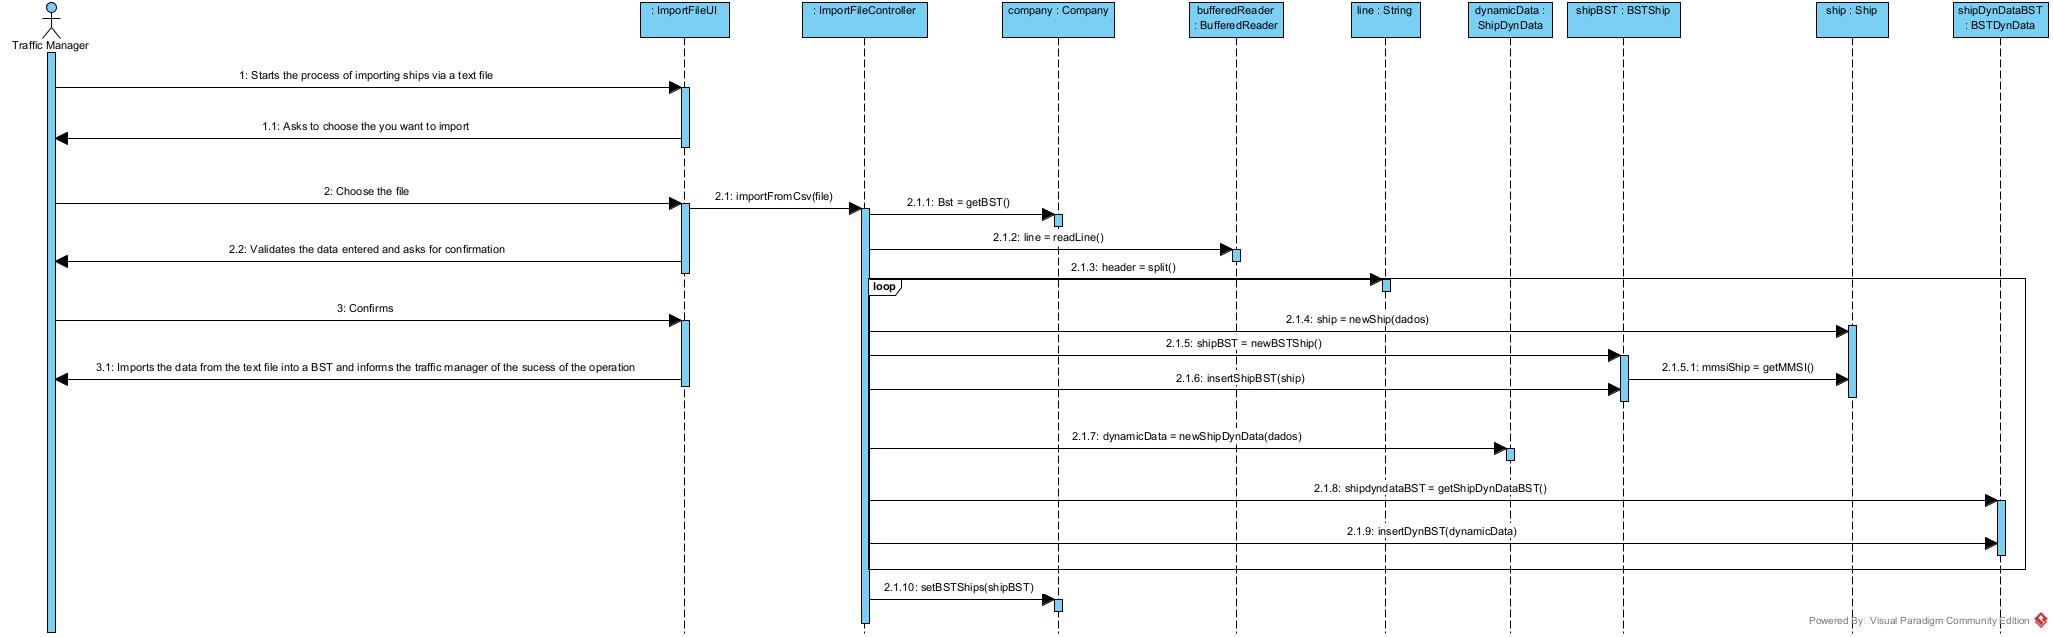 : ImportFileUI
: ImportFileController
company : Company
bufferedReader
: BufferedReader
line : String
dynamicData :
ShipDynData
shipBST : BSTShip
ship : Ship
shipDynDataBST
: BSTDynData
Traffic Manager
1: Starts the process of importing ships via a text file
1.1: Asks to choose the you want to import
2: Choose the file
2.1: importFromCsv(file)
2.1.1: Bst = getBST()
2.1.2: line = readLine()
2.2: Validates the data entered and asks for confirmation
2.1.3: header = split()
loop
3: Confirms
2.1.4: ship = newShip(dados)
2.1.5: shipBST = newBSTShip()
3.1: Imports the data from the text file into a BST and informs the traffic manager of the sucess of the operation
2.1.5.1: mmsiShip = getMMSI()
2.1.6: insertShipBST(ship)
2.1.7: dynamicData = newShipDynData(dados)
2.1.8: shipdyndataBST = getShipDynDataBST()
2.1.9: insertDynBST(dynamicData)
2.1.10: setBSTShips(shipBST)
Powered By Visual Paradigm Community Edition